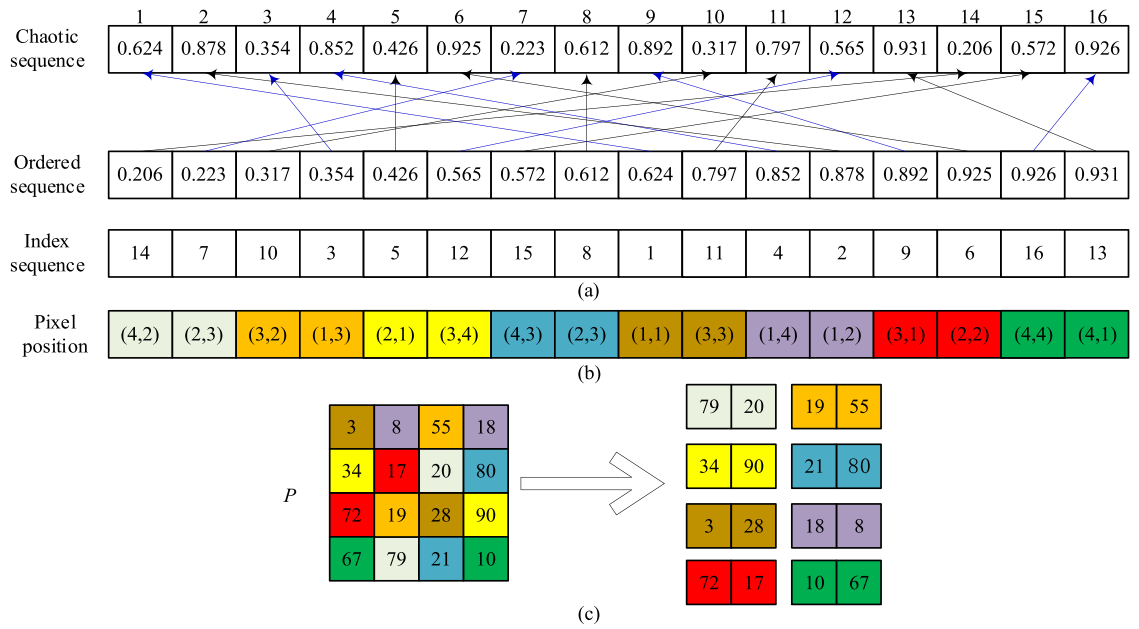 1 2 3 4 5 6 7 8 9 10 11 12 13 14 15 16
Chaotic sequence 0.624 0.878 0.354 0.852 0.426 0.925 0.223 0.612 0.892 0.317 0.797 0.565 0.931 0.206 0.572 0.926
Ordered sequence 0.206 0.223 0.317 0.354 0.426 0.565 0.572 0.612 0.624 0.797 0.852 0.878 0.892 0.925 0.926 0.931
Index sequence 14 7 10 3 5 12 15 8 1 11 4 2 9 6 16 13
(a)
Pixel position (4,2) (2,3) (3,2) (1,3) (2,1) (3,4) (4,3) (2,3) (1,1) (3,3) (1,4) (1,2) (3,1) (2,2) (4,4) (4,1)
(b)
P
3 8 55 18
34 17 20 80
72 19 28 90
67 79 21 10
79 20 19 55
34 90 21 80
3 28 18 8
72 17 10 67
(c)